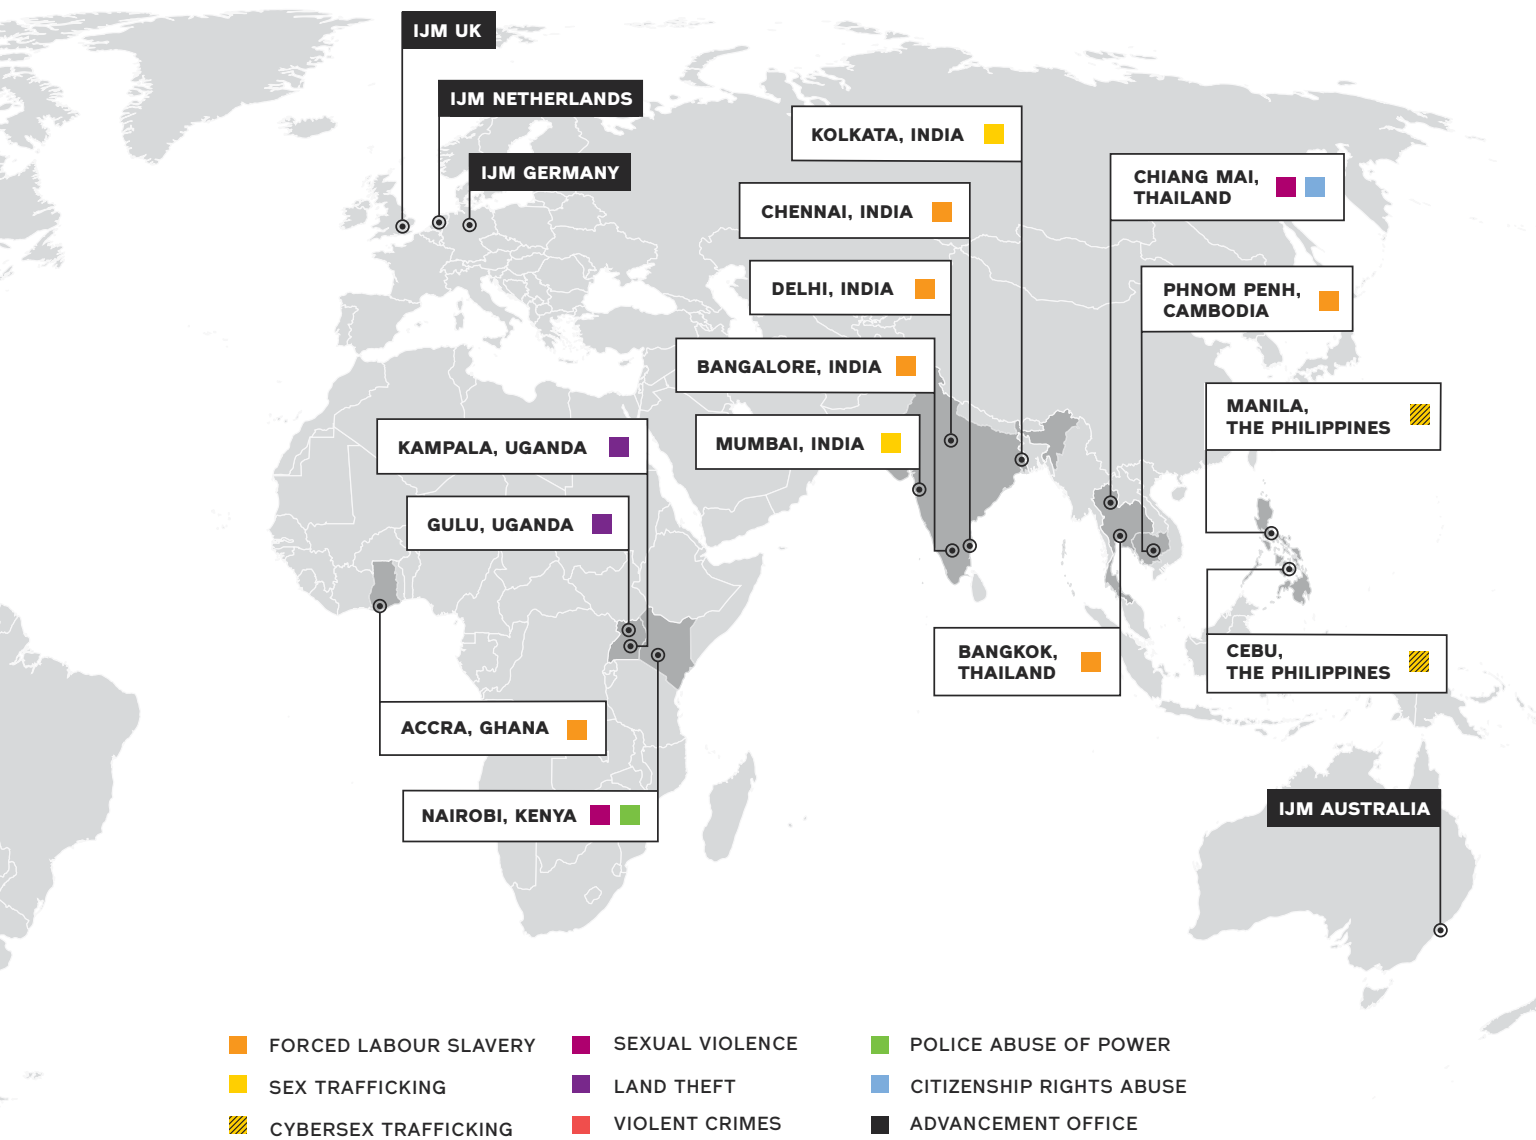 IJM UK
IJM NETHERLANDS
IJM GERMANY
KOLKATA, INDIA
CHENNAI, INDIA
DELHI, INDIA
BANGALORE, INDIA
MUMBAI, INDIA
CHIANG MAI,
THAILAND
PHNOM PENH,
CAMBODIA
MANILA,
THE PHILIPPINES
KAMPALA, UGANDA
GULU, UGANDA
BANGKOK,
THAILAND
CEBU,
THE PHILIPPINES
ACCRA, GHANA
NAIROBI, KENYA
IJM AUSTRALIA
FORCED LABOUR SLAVERY
SEX TRAFFICKING
CYBERSEX TRAFFICKING
SEXUAL VIOLENCE
LAND THEFT
VIOLENT CRIMES
POLICE ABUSE OF POWER
CITIZENSHIP RIGHTS ABUSE
ADVANCEMENT OFFICE